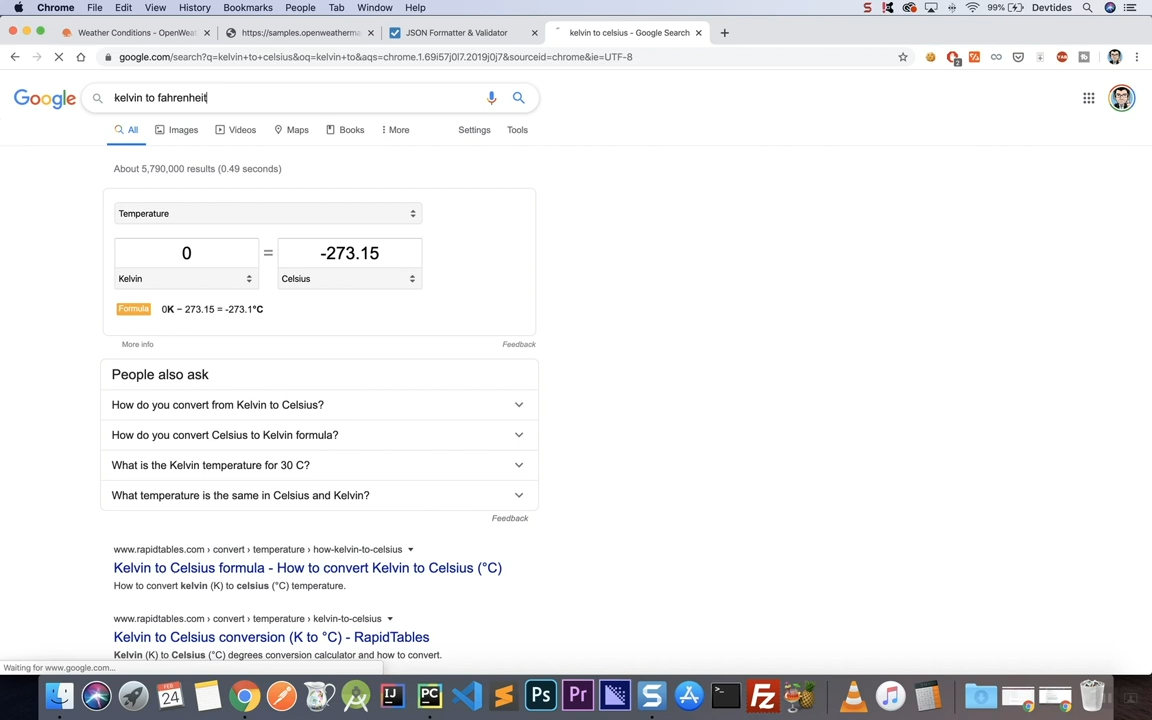 Chrome File Edit View History Bookmarks People Tab Window Help 99% Devtides
Weather Conditions - OpenWeat https://samples.openweatherma JSON Formatter & Validator kelvin to celsius - Google Search
google.com/search?q=kelvin+to+celsius&oq=kelvin+to&aqs=chrome.1.69i57j0l7.2019j0j7&sourceid=chrome&ie=UTF-8
Google kelvin to fahrenheit
All Images Videos Maps Books More Settings Tools
About 5,790,000 results (0.49 seconds)
Temperature
0 = -273.15
Kelvin Celsius
Formula 0K − 273.15 = -273.1°C
More info Feedback
People also ask
How do you convert from Kelvin to Celsius?
How do you convert Celsius to Kelvin formula?
What is the Kelvin temperature for 30 C?
What temperature is the same in Celsius and Kelvin?
Feedback
www.rapidtables.com › convert › temperature › how-kelvin-to-celsius
Kelvin to Celsius formula - How to convert Kelvin to Celsius (°C)
How to convert kelvin (K) to celsius (°C) temperature.
www.rapidtables.com › convert › temperature › kelvin-to-celsius
Kelvin to Celsius conversion (K to °C) - RapidTables
Kelvin (K) to Celsius (°C) degrees conversion calculator and how to convert.
Waiting for www.google.com...
FEB
24
IJ
PC
Ps
Pr
S
Fz